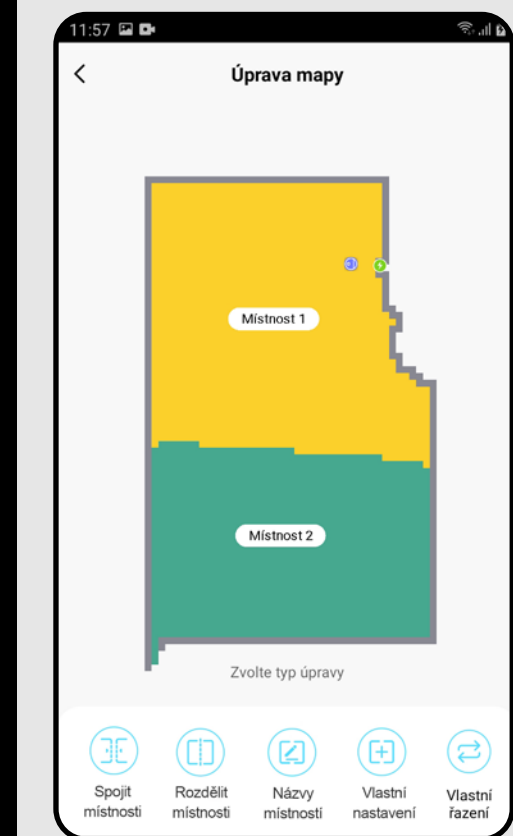 11:57
Úprava mapy
Místnost 1
Místnost 2
Zvolte typ úpravy
Spojit
místnosti
Rozdělit
místnosti
Názvy
místností
Vlastní
nastavení
Vlastní
řazení